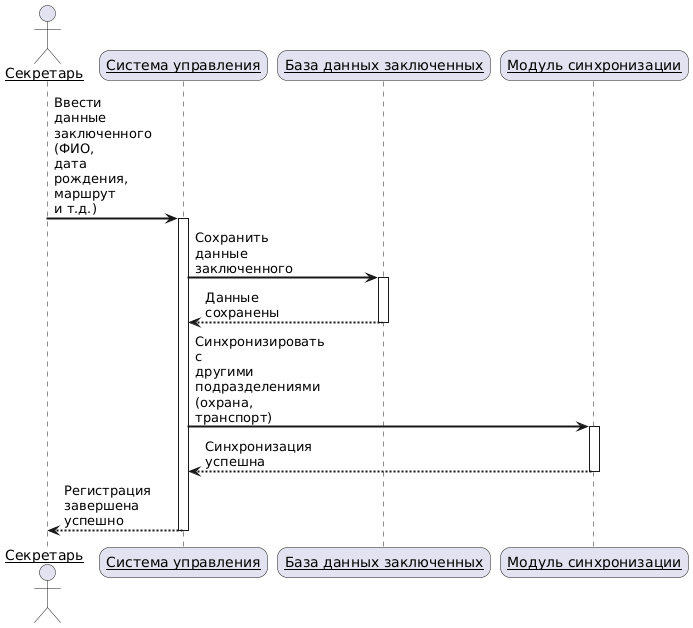 Секретарь
Система управления
База данных заключенных
Модуль синхронизации
Ввести
данные
заключенного
(ФИО,
дата
рождения,
маршрут
и т.д.)
Сохранить
данные
заключенного
Данные
сохранены
Синхронизировать
с
другими
подразделениями
(охрана,
транспорт)
Синхронизация
успешна
Регистрация
завершена
успешно
Секретарь
Система управления
База данных заключенных
Модуль синхронизации